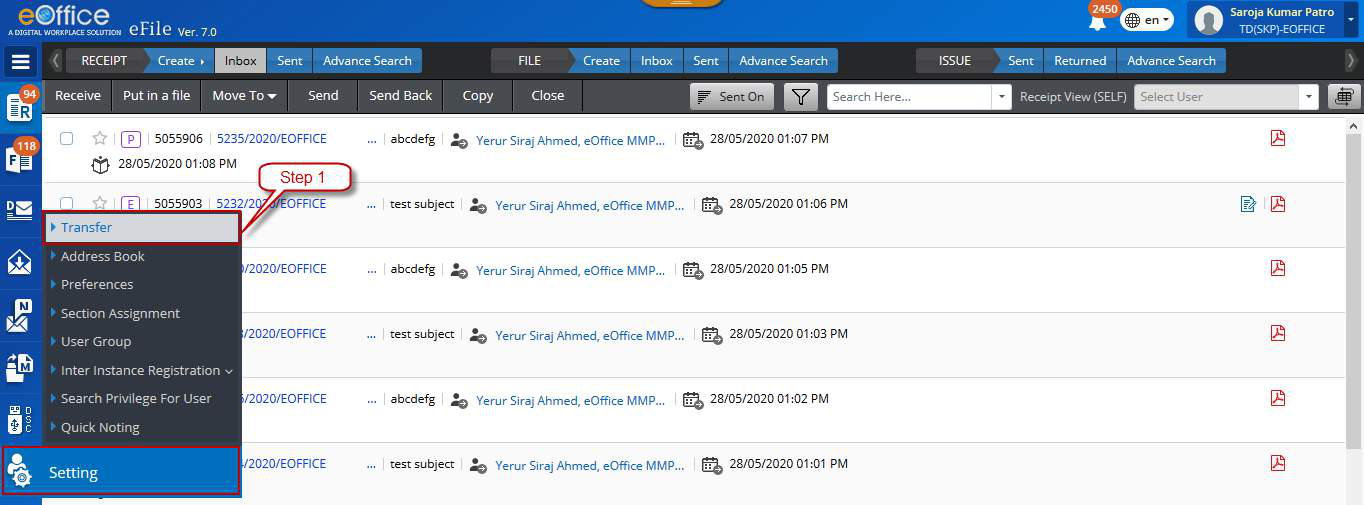 eOffice
A DIGITAL WORKPLACE SOLUTION
eFile Ver. 7.0
2450
en
Saroja Kumar Patro
TD(SKP)-EOFFICE
RECEIPT Create Inbox Sent Advance Search FILE Create Inbox Sent Advance Search ISSUE Sent Returned Advance Search
Receive Put in a file Move To Send Send Back Copy Close Sent On Search Here... Receipt View (SELF) Select User
94
R
118
F
D
N
M
D
S
C
P 5055906 5235/2020/EOFFICE ... abcdefg Yerur Siraj Ahmed, eOffice MMP... 28/05/2020 01:07 PM
28/05/2020 01:08 PM
Step 1
E 5055903 5232/2020/EOFFICE ... test subject Yerur Siraj Ahmed, eOffice MMP... 28/05/2020 01:06 PM
Transfer
Address Book
/2020/EOFFICE ... abcdefg Yerur Siraj Ahmed, eOffice MMP... 28/05/2020 01:05 PM
Preferences
Section Assignment
/2020/EOFFICE ... test subject Yerur Siraj Ahmed, eOffice MMP... 28/05/2020 01:03 PM
User Group
Inter Instance Registration
Search Privilege For User
/2020/EOFFICE ... abcdefg Yerur Siraj Ahmed, eOffice MMP... 28/05/2020 01:02 PM
Quick Noting
Setting
4/2020/EOFFICE ... test subject Yerur Siraj Ahmed, eOffice MMP... 28/05/2020 01:01 PM